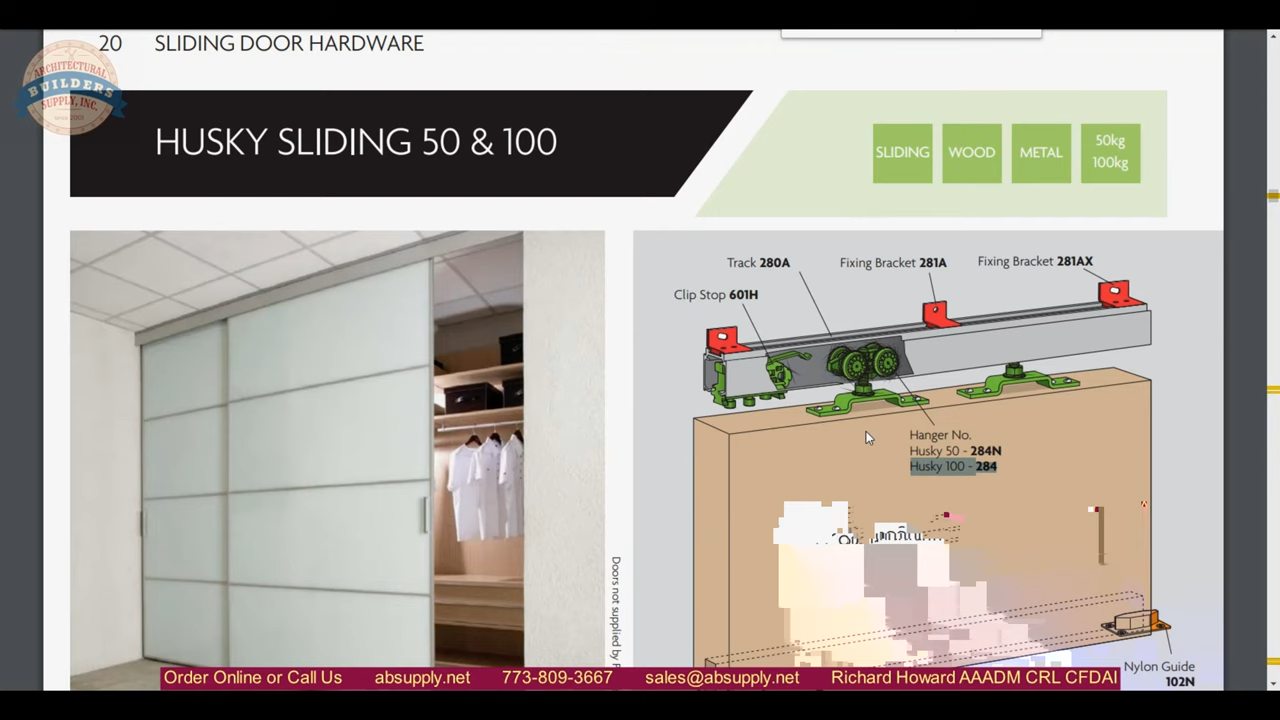 20 SLIDING DOOR HARDWARE
ARCHITECTURAL
BUILDERS
SUPPLY, INC.
since 2001
HUSKY SLIDING 50 & 100
SLIDING
WOOD
METAL
50kg
100kg
Track 280A
Fixing Bracket 281A
Fixing Bracket 281AX
Clip Stop 601H
Hanger No.
Husky 50 - 284N
Husky 100 - 284
Doors not supplied by
Nylon Guide
102N
Order Online or Call Us absupply.net 773-809-3667 sales@absupply.net Richard Howard AAADM CRL CFDAI